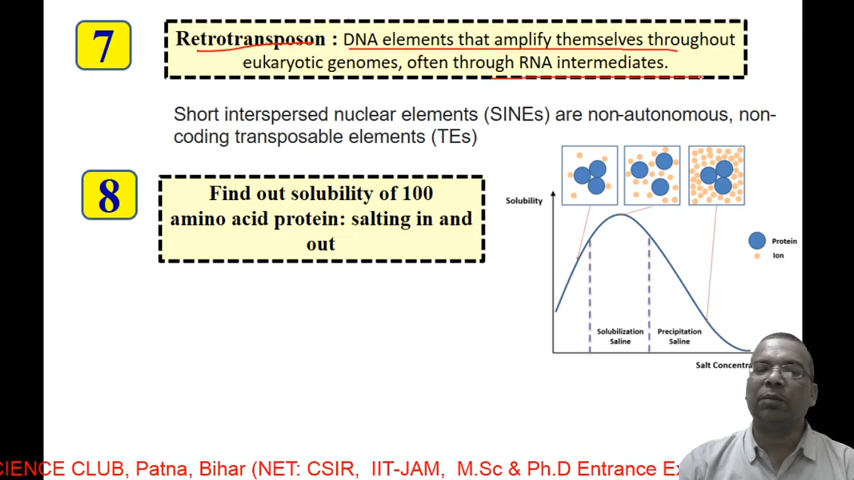 7
Retrotransposon : DNA elements that amplify themselves throughout
eukaryotic genomes, often through RNA intermediates.
Short interspersed nuclear elements (SINEs) are non-autonomous, non-
coding transposable elements (TEs)
8
Find out solubility of 100
amino acid protein: salting in and
out
Solubility
Protein
Ion
Solubilization
Saline
Precipitation
Saline
Salt Concentra
CIENCE CLUB, Patna, Bihar (NET: CSIR, IIT-JAM, M.Sc & Ph.D Entrance Ex